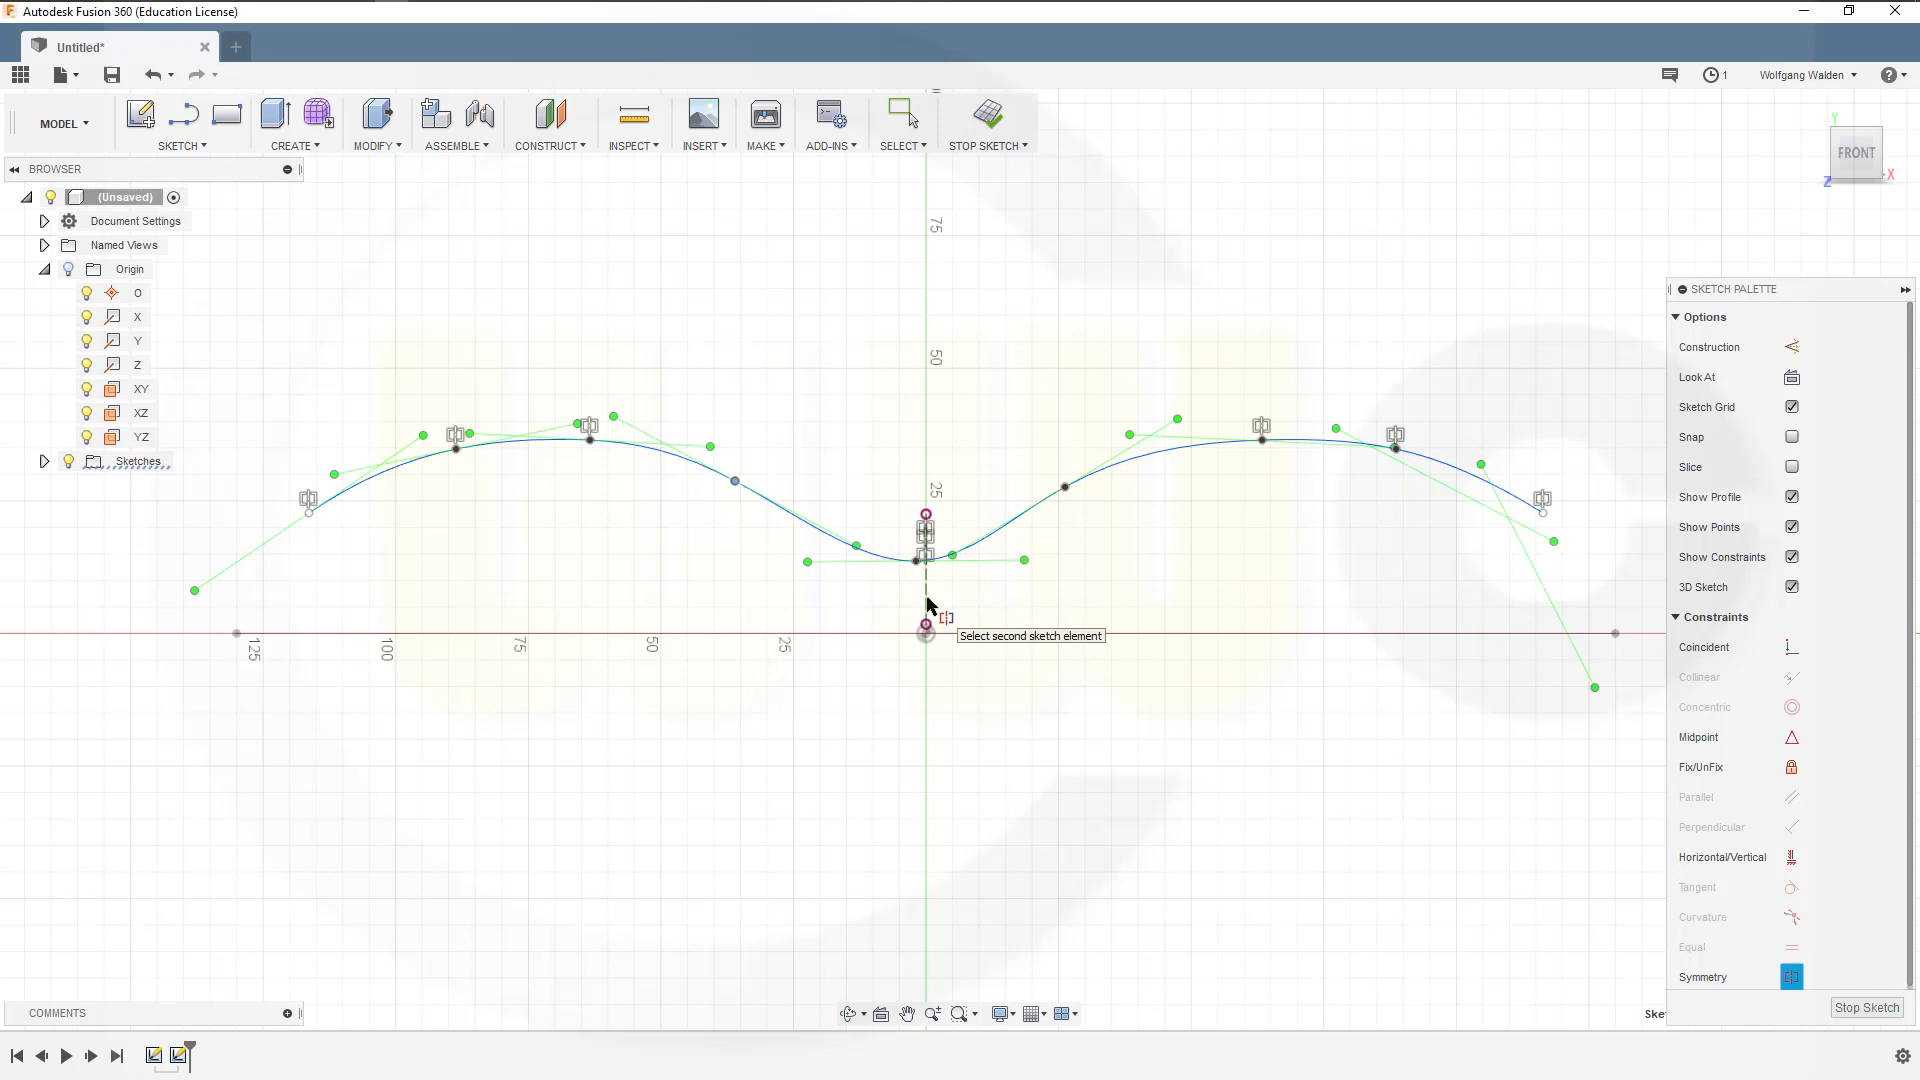 Autodesk Fusion 360 (Education License)
Untitled*
1
Wolfgang Walden
MODEL
SKETCH
CREATE
MODIFY
ASSEMBLE
CONSTRUCT
INSPECT
INSERT
MAKE
ADD-INS
SELECT
STOP SKETCH
BROWSER
(Unsaved)
Document Settings
Named Views
Origin
O
X
Y
Z
XY
XZ
YZ
Sketches
Y
FRONT
X
Z
75
50
25
125
100
75
50
25
Select second sketch element
SKETCH PALETTE
Options
Construction
Look At
Sketch Grid
Snap
Slice
Show Profile
Show Points
Show Constraints
3D Sketch
Constraints
Coincident
Collinear
Concentric
Midpoint
Fix/UnFix
Parallel
Perpendicular
Horizontal/Vertical
Tangent
Curvature
Equal
Symmetry
Stop Sketch
COMMENTS
Ske